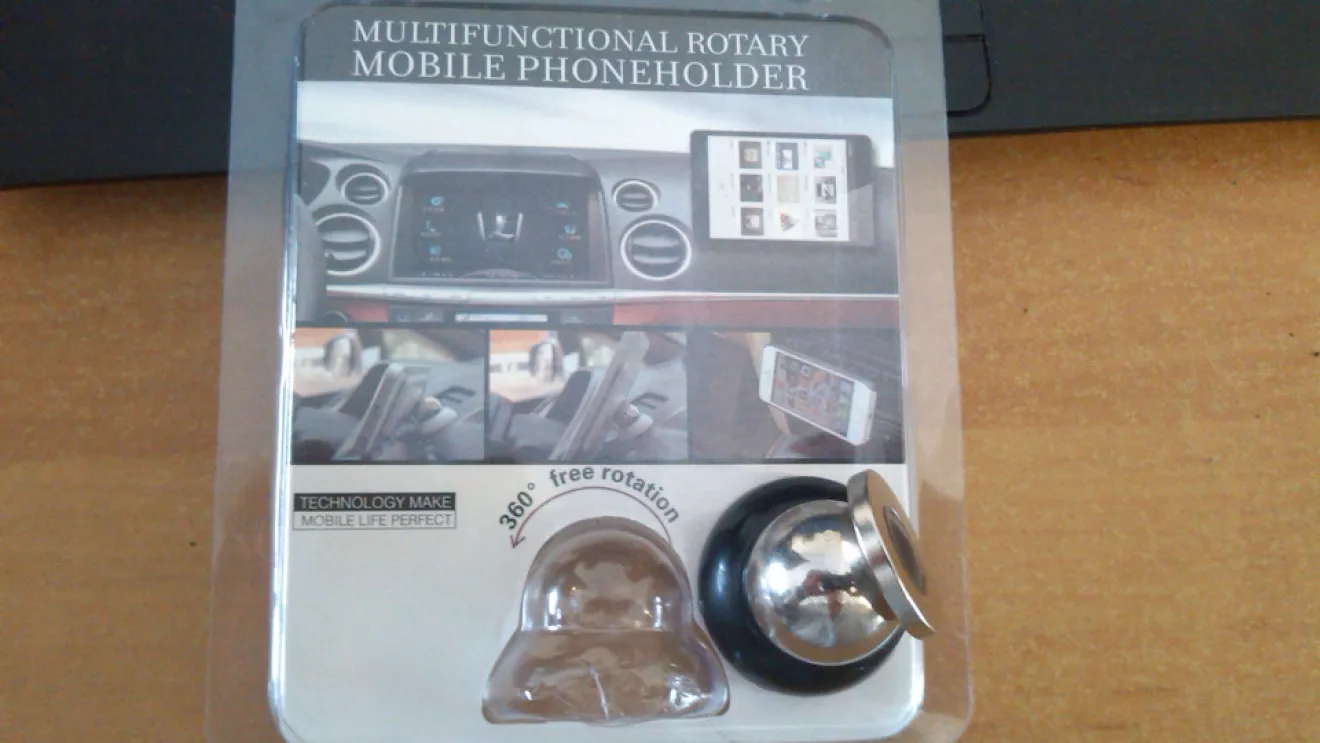 MULTIFUNCTIONAL ROTARY
MOBILE PHONEHOLDER
360° free rotation
TECHNOLOGY MAKE
MOBILE LIFE PERFECT